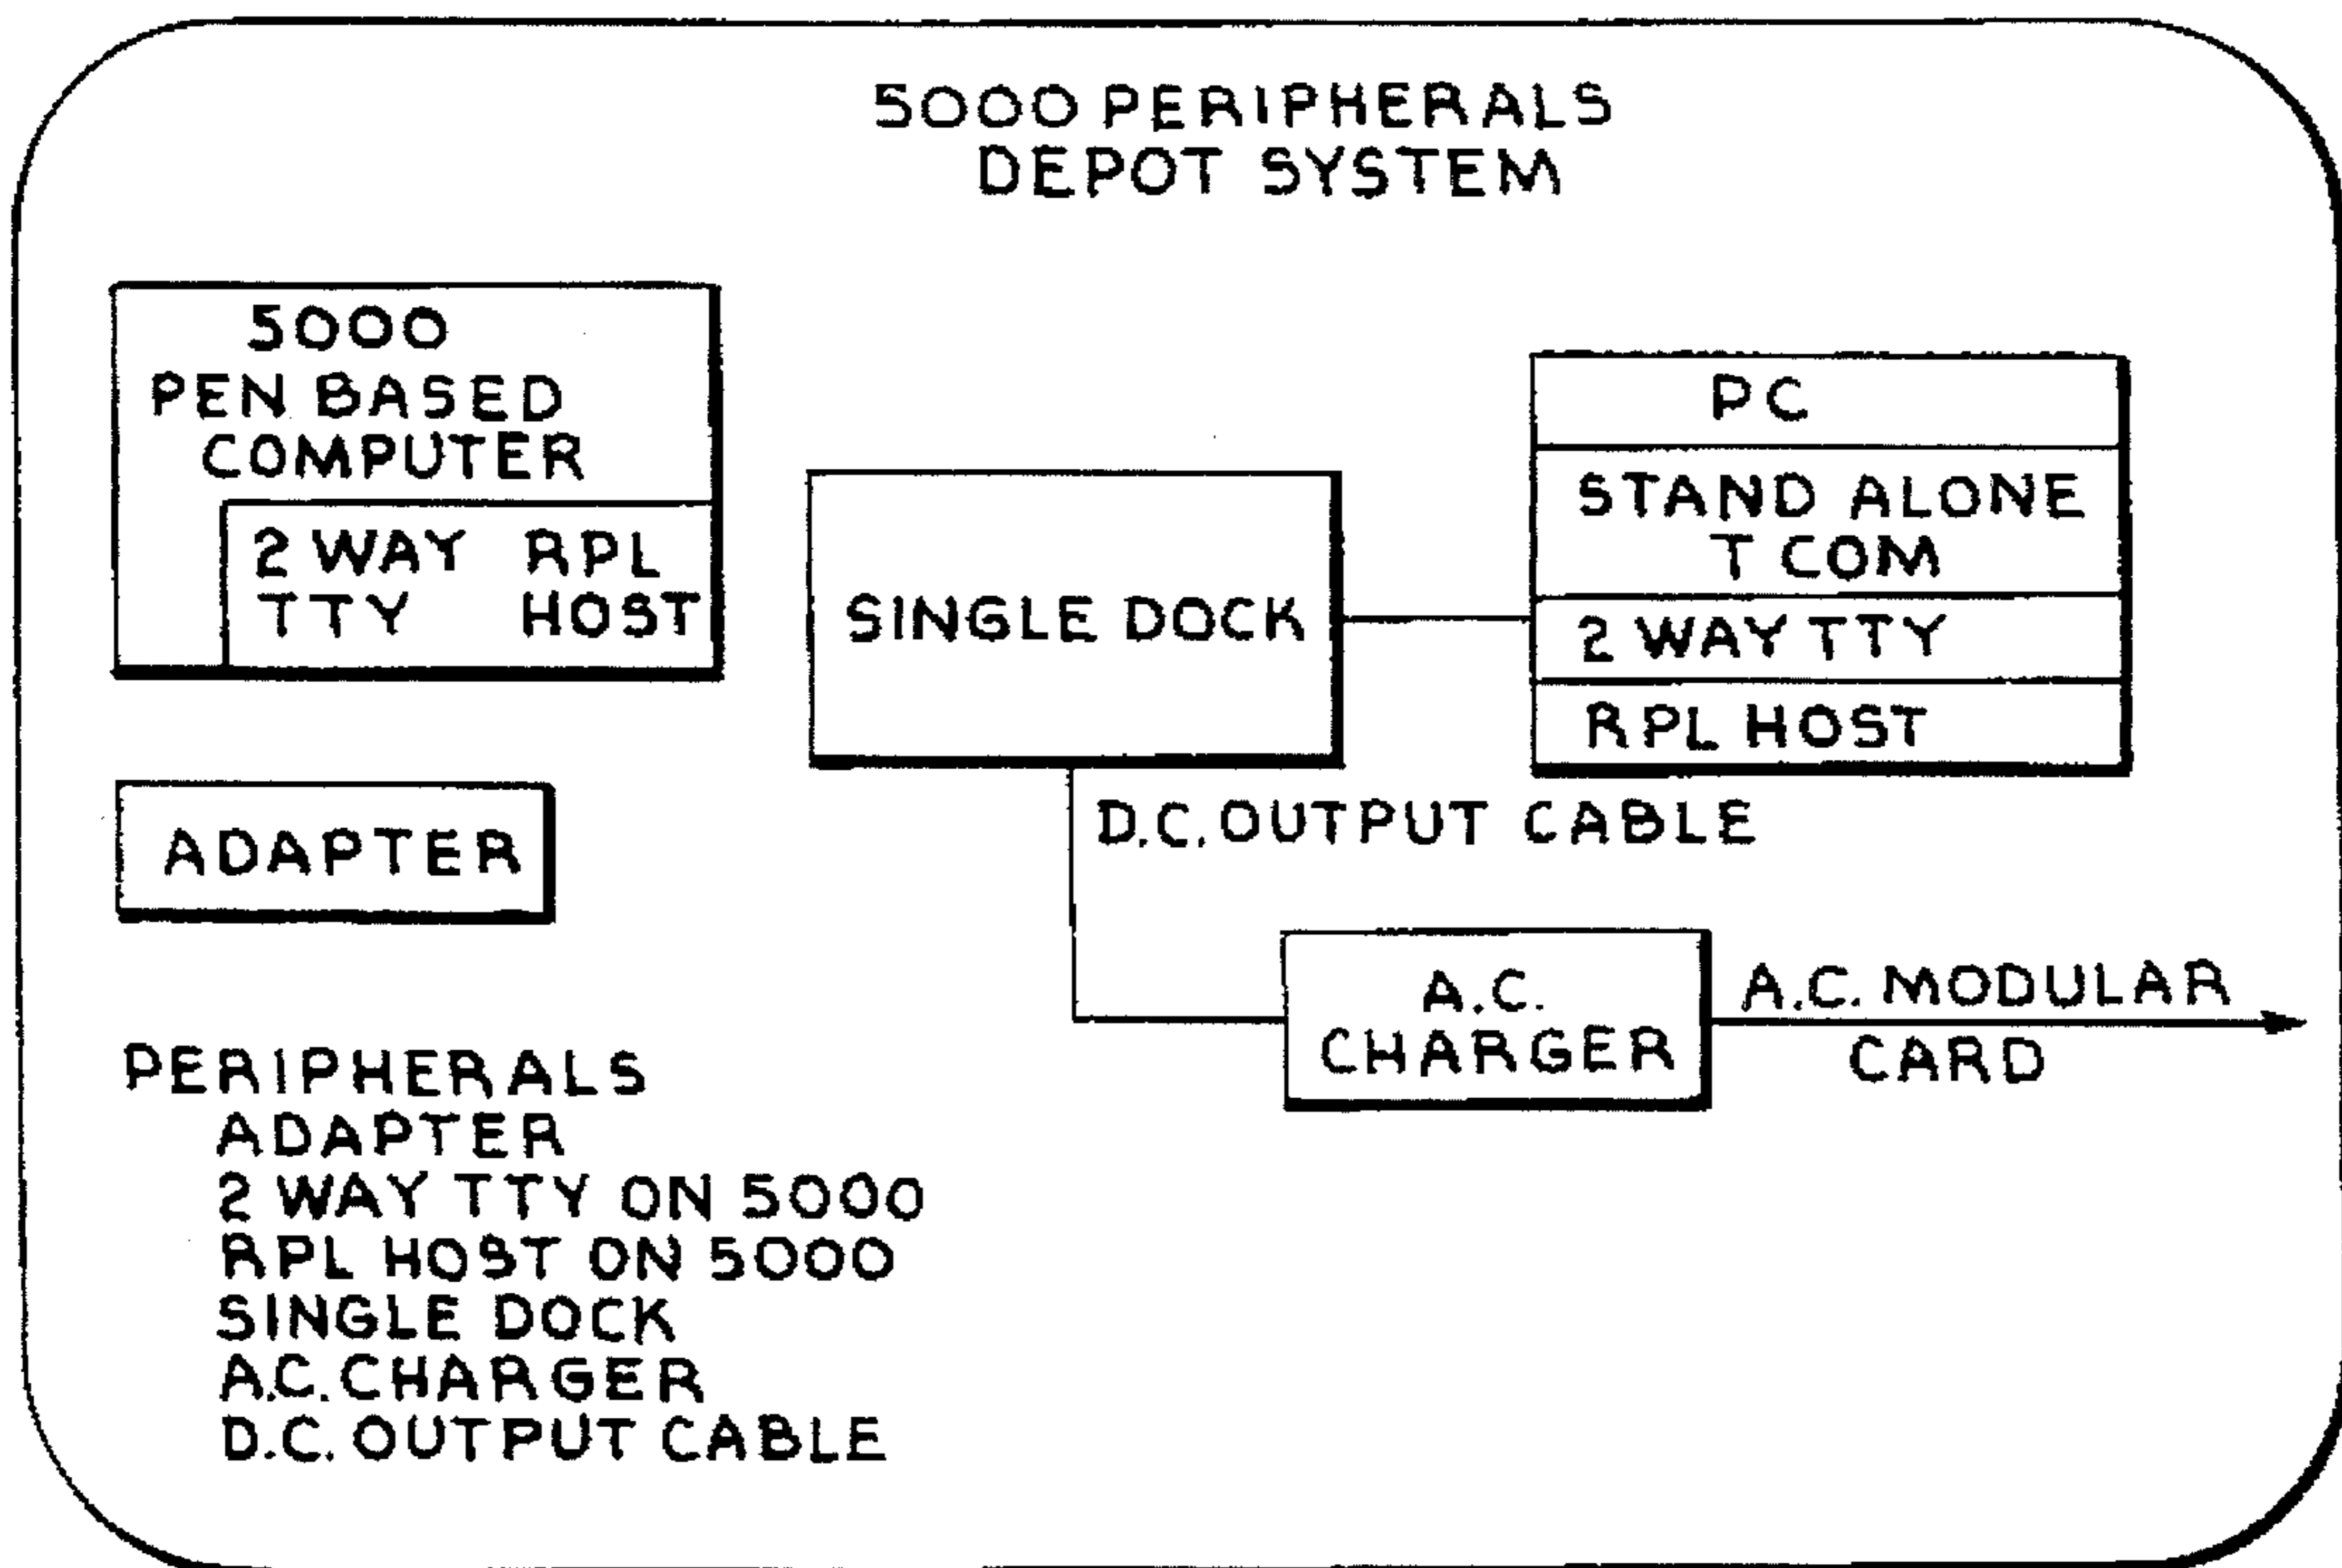 5000 PERIPHERALS
DEPOT SYSTEM
5000
PEN BASED
COMPUTER
2 WAY RPL
TTY HOST
PC
STAND ALONE
T COM
2 WAY TTY
RPL HOST
SINGLE DOCK
D.C. OUTPUT CABLE
ADAPTER
A.C.
CHARGER
A.C. MODULAR
CARD
PERIPHERALS
ADAPTER
2 WAY TTY ON 5000
RPL HOST ON 5000
SINGLE DOCK
A.C. CHARGER
D.C. OUTPUT CABLE